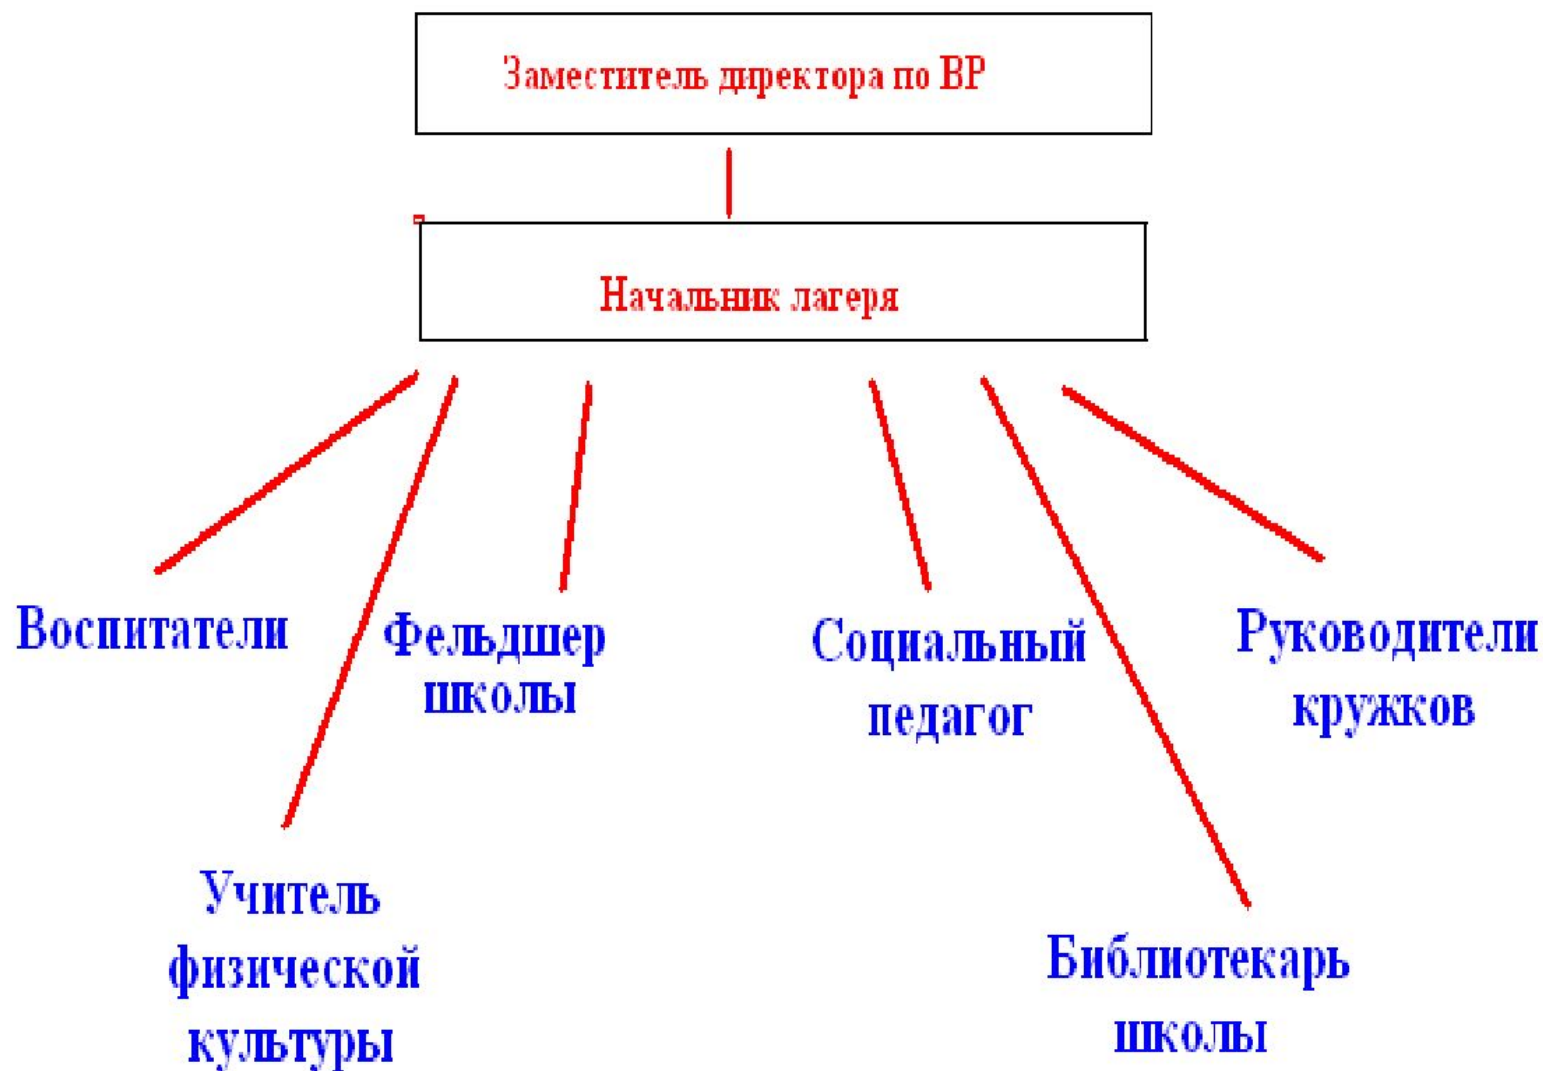 Заместитель директора по ВР
Начальник лагеря
Воспитатели
Фельдшер
школы
Социальный
педагог
Руководители
кружков
Учитель
физической
культуры
Библиотекарь
школы